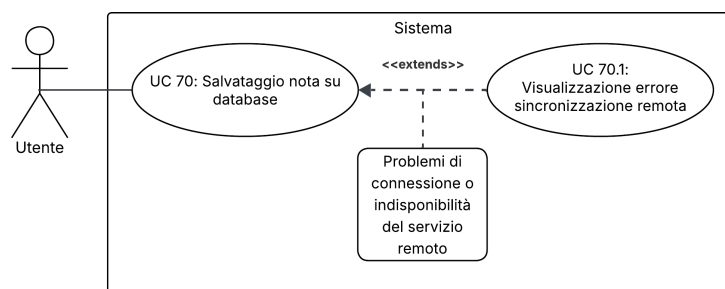 Sistema
UC 70: Salvataggio nota su
database
<<extends>>
UC 70.1:
Visualizzazione errore
sincronizzazione remota
Utente
Problemi di
connessione o
indisponibilità
del servizio
remoto